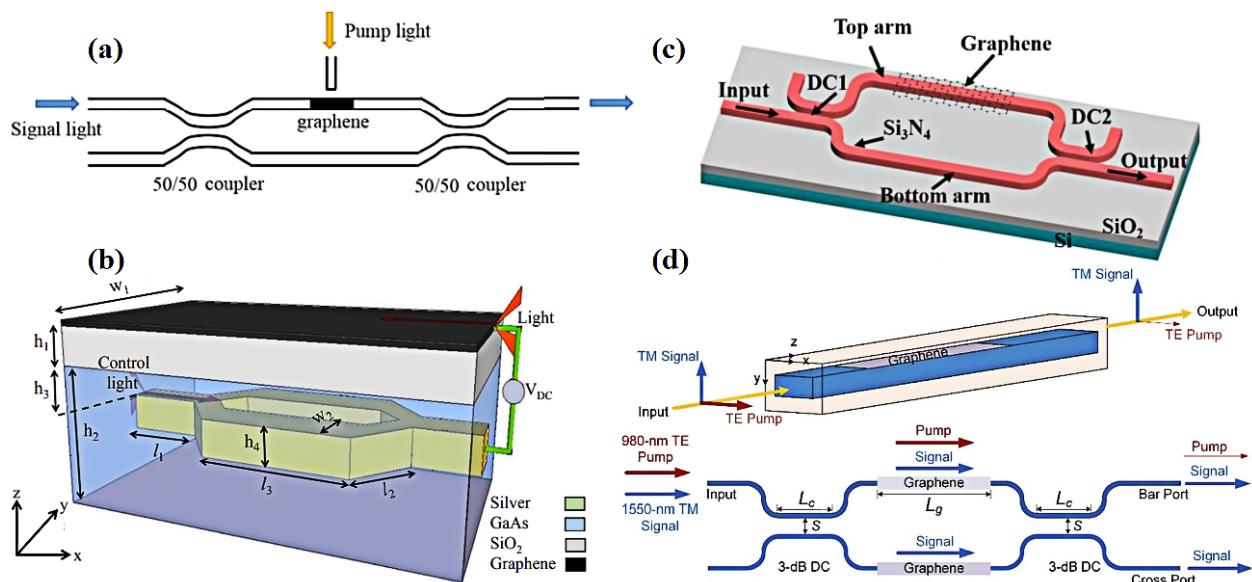 (a)
Pump light
Signal light
graphene
50/50 coupler
50/50 coupler
(c)
Top arm
Graphene
DC1
Input
DC2
Si₃N₄
Output
Bottom arm
SiO₂
Si
(b)
w₁
h₁
Light
Control
light
h₃
V_DC
h₂
w₂
h₄
l₁
l₃
l₂
z
y
x
Silver
GaAs
SiO₂
Graphene
(d)
TM Signal
Output
TE Pump
z
x
y
Graphene
TM Signal
Input
TE Pump
980-nm TE
Pump
1550-nm TM
Signal
Pump
Signal
Pump
Signal
Input
L_c
Graphene
L_g
L_c
Bar Port
S
S
Signal
Signal
3-dB DC
Graphene
3-dB DC
Cross Port